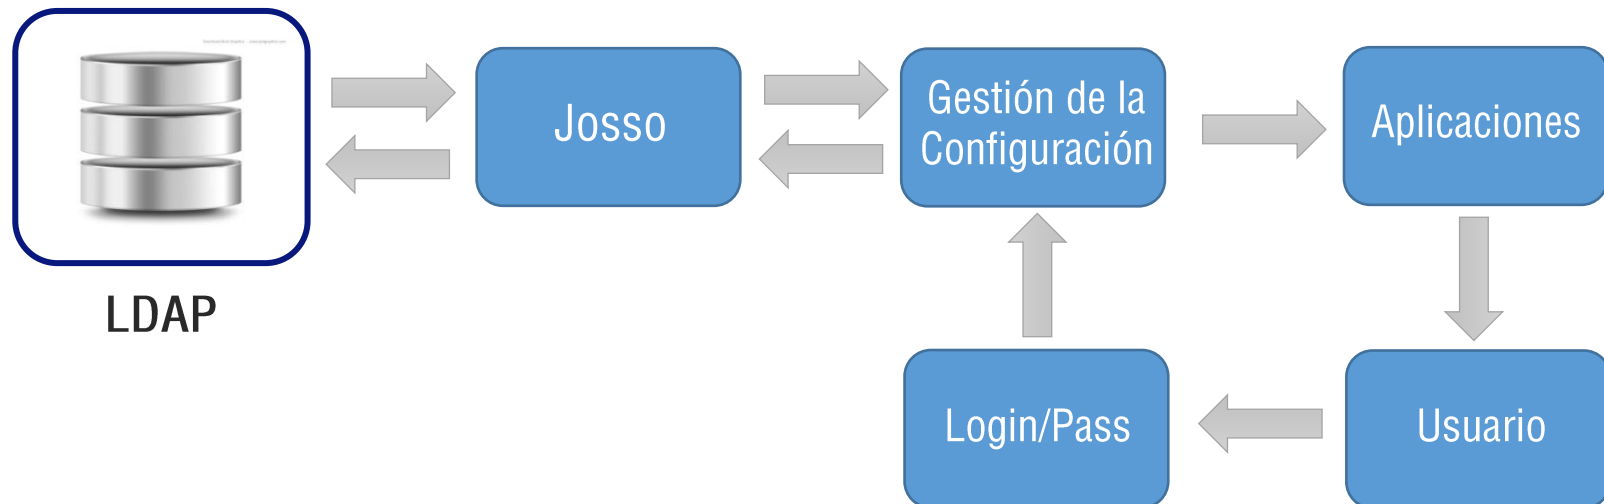 Josso
Gestión de la
Configuración
Aplicaciones
LDAP
Login/Pass
Usuario